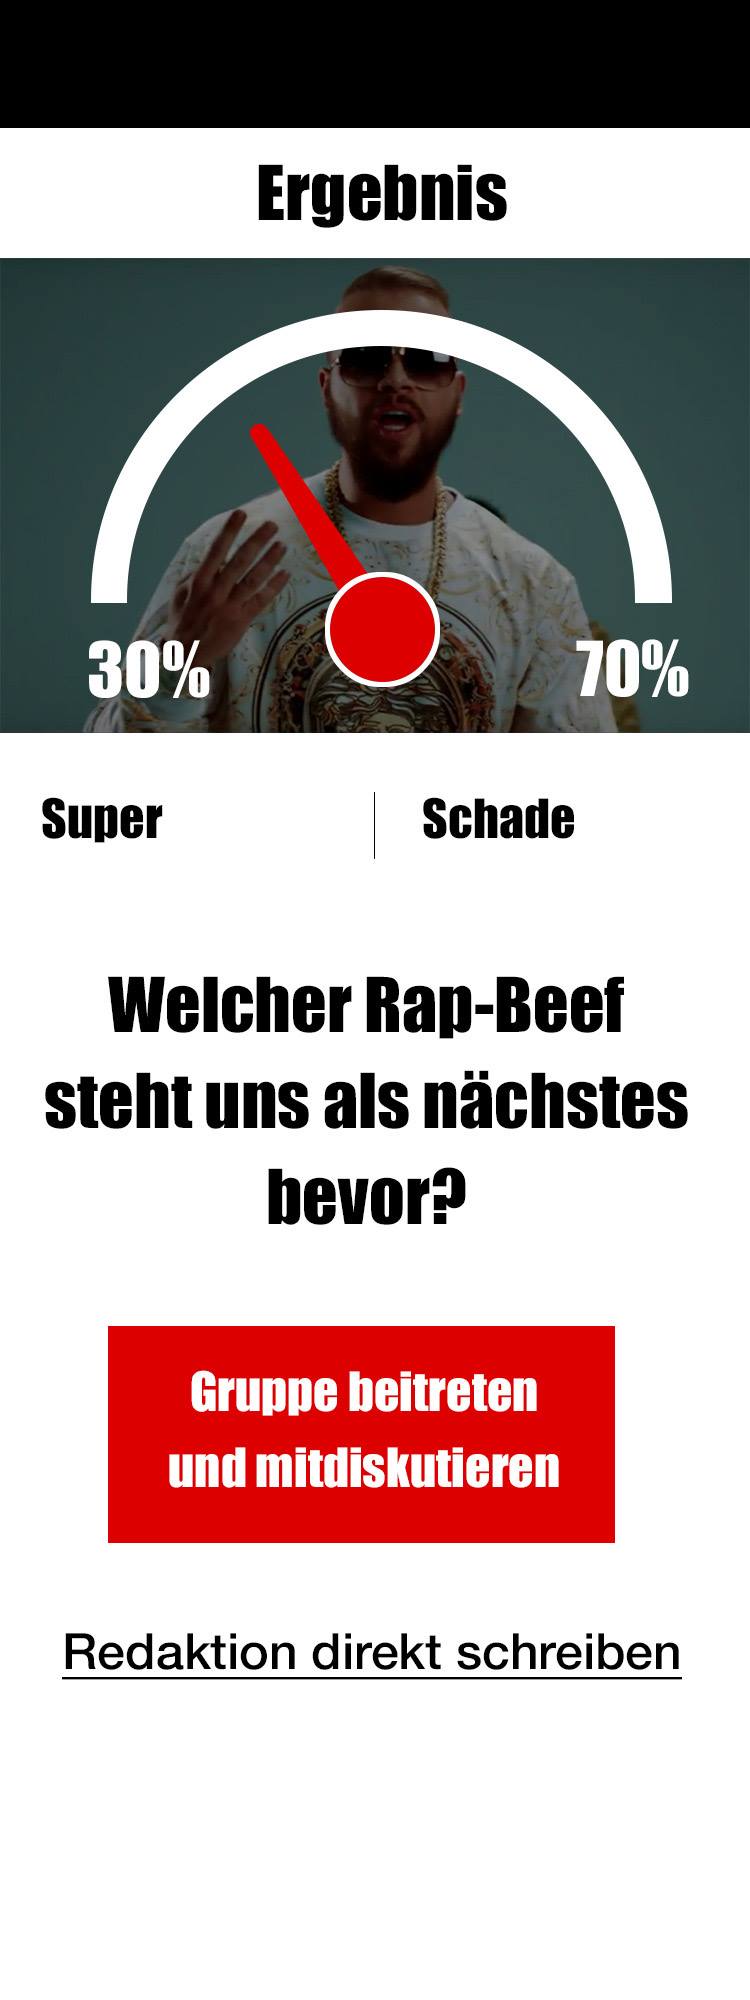 Ergebnis
30%
70%
Super
Schade
Welcher Rap-Beef
steht uns als nächstes
bevor?
Gruppe beitreten
und mitdiskutieren
Redaktion direkt schreiben